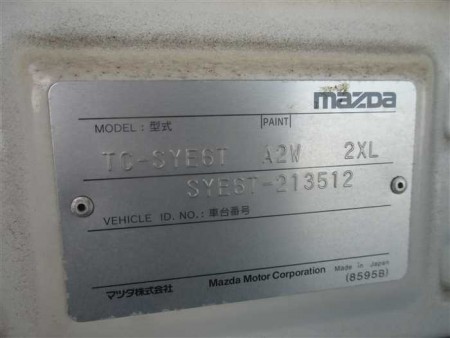 mazda
MODEL : 型式 PAINT
TC-SYE6T A2W 2XL
SYE6T-213512
VEHICLE ID. NO. : 車台番号
マツダ株式会社 Mazda Motor Corporation Made in Japan
(8595B)